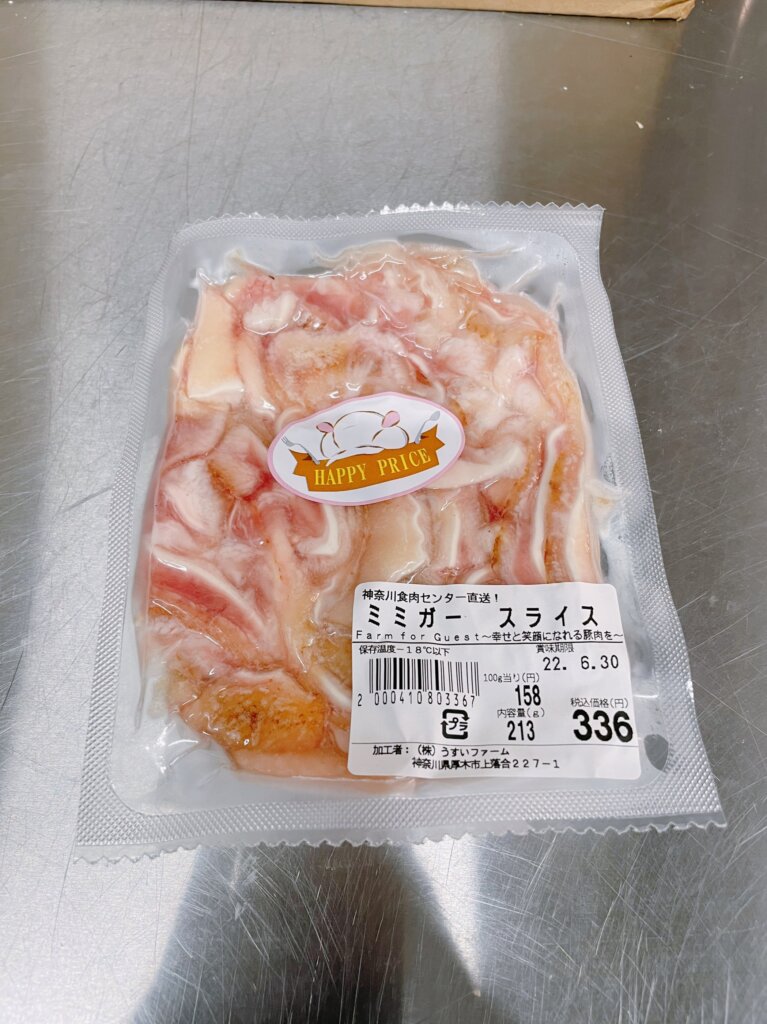 HAPPY PRICE
神奈川食肉センター直送！
ミミガー　スライス
Farm for Guest～幸せと笑顔になれる豚肉を～
保存温度－18℃以下
賞味期限
22. 6.30
100g当り(円)
158
2 000410803367
プラ
内容量(g)
213
税込価格(円)
336
加工者：（株）うすいファーム
神奈川県厚木市上落合２２７－１